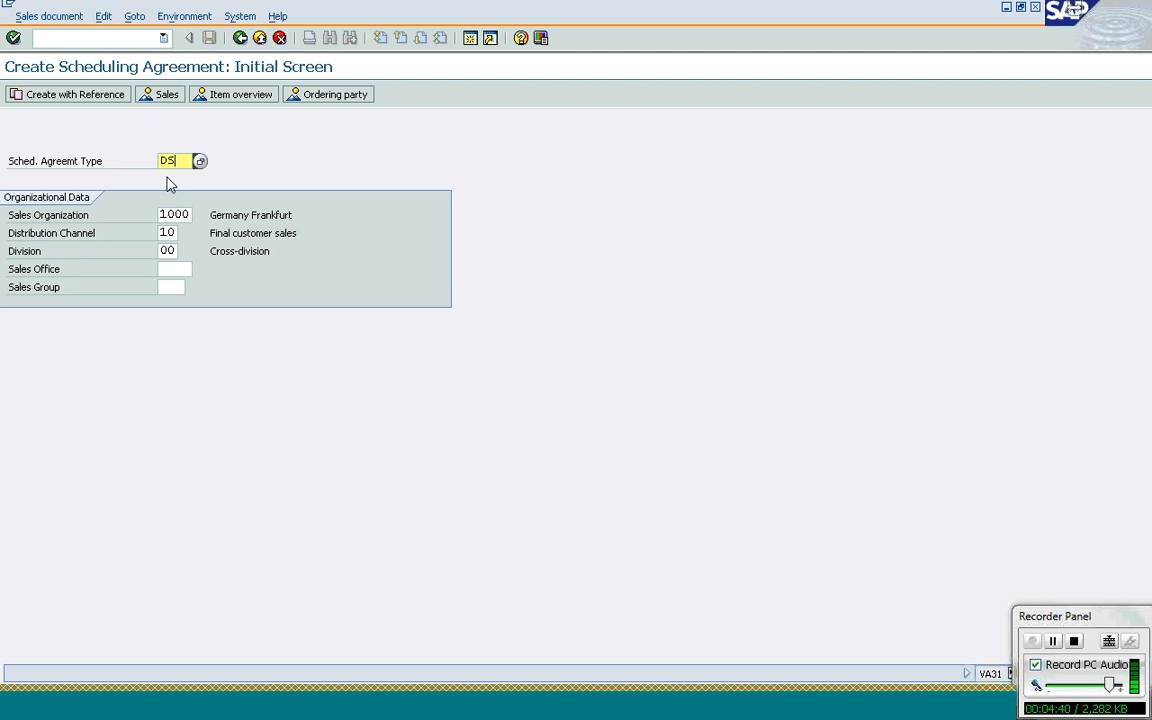 Sales document Edit Goto Environment System Help
SAP
Create Scheduling Agreement: Initial Screen
Create with Reference Sales Item overview Ordering party
Sched. Agreemt Type DS
Organizational Data
Sales Organization 1000 Germany Frankfurt
Distribution Channel 10 Final customer sales
Division 00 Cross-division
Sales Office
Sales Group
Recorder Panel
Record PC Audio
VA31
00:04:40 / 2,282 KB